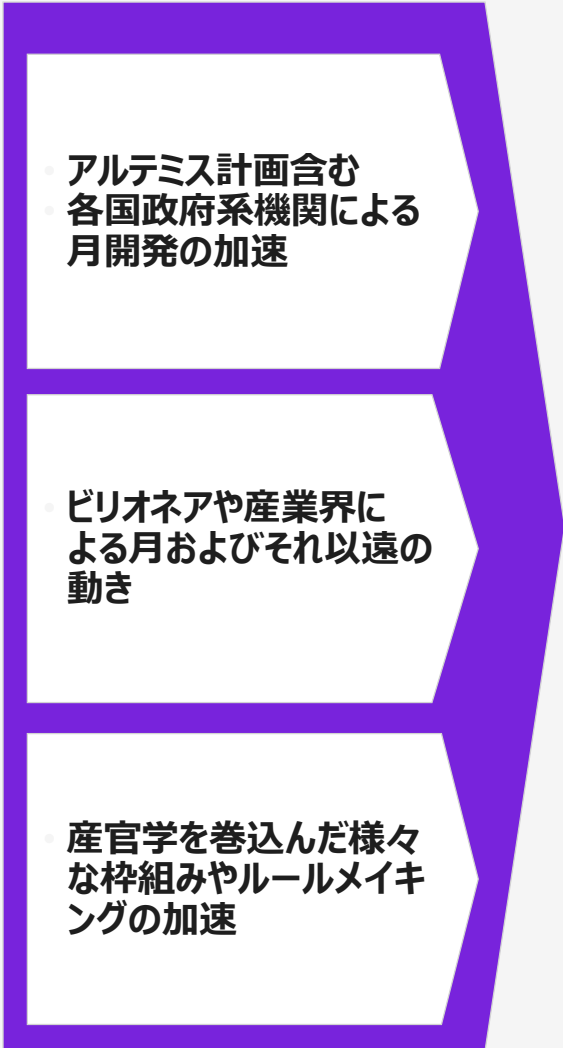 アルテミス計画含む
各国政府系機関による
月開発の加速
ビリオネアや産業界に
よる月およびそれ以遠の
動き
産官学を巻込んだ様々
な枠組みやルールメイキ
ングの加速